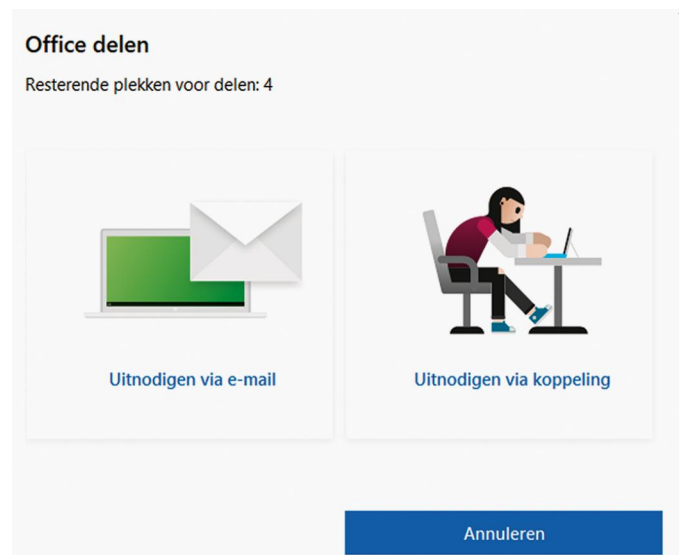 Office delen
Resterende plekken voor delen: 4
Uitnodigen via e-mail
Uitnodigen via koppeling
Annuleren